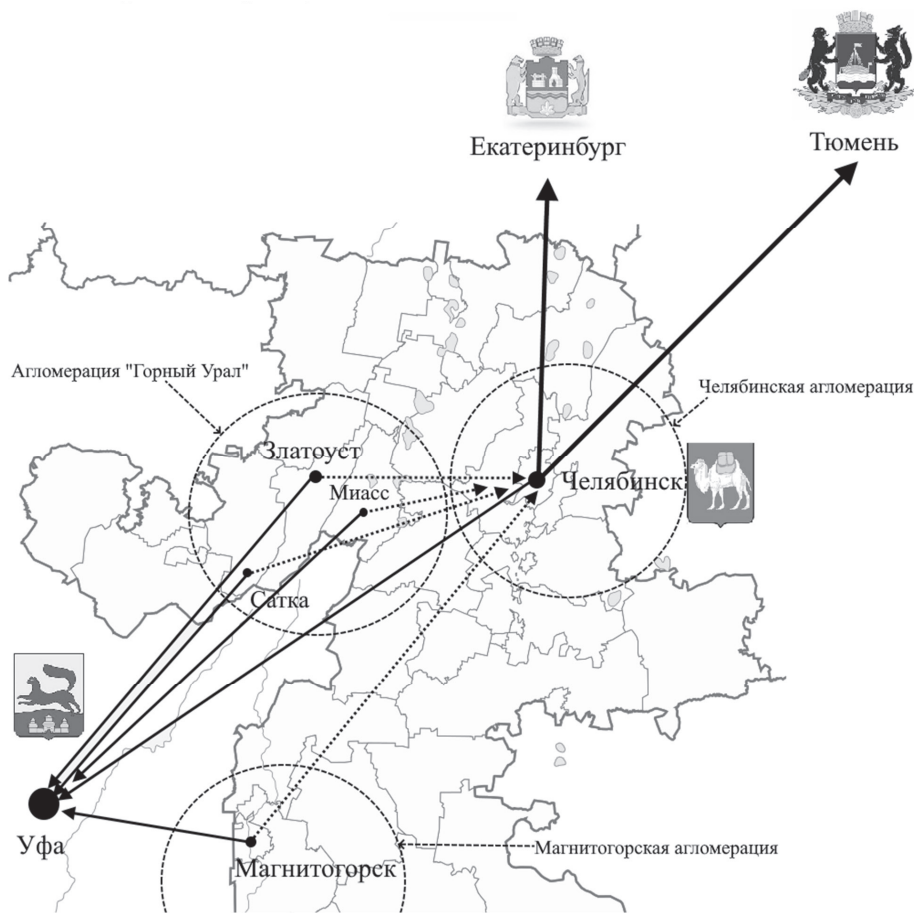 Екатеринбург
Тюмень
Агломерация "Горный Урал"
Челябинская агломерация
Златоуст
Миасс
Челябинск
Сатка
Уфа
Магнитогорск
Магнитогорская агломерация